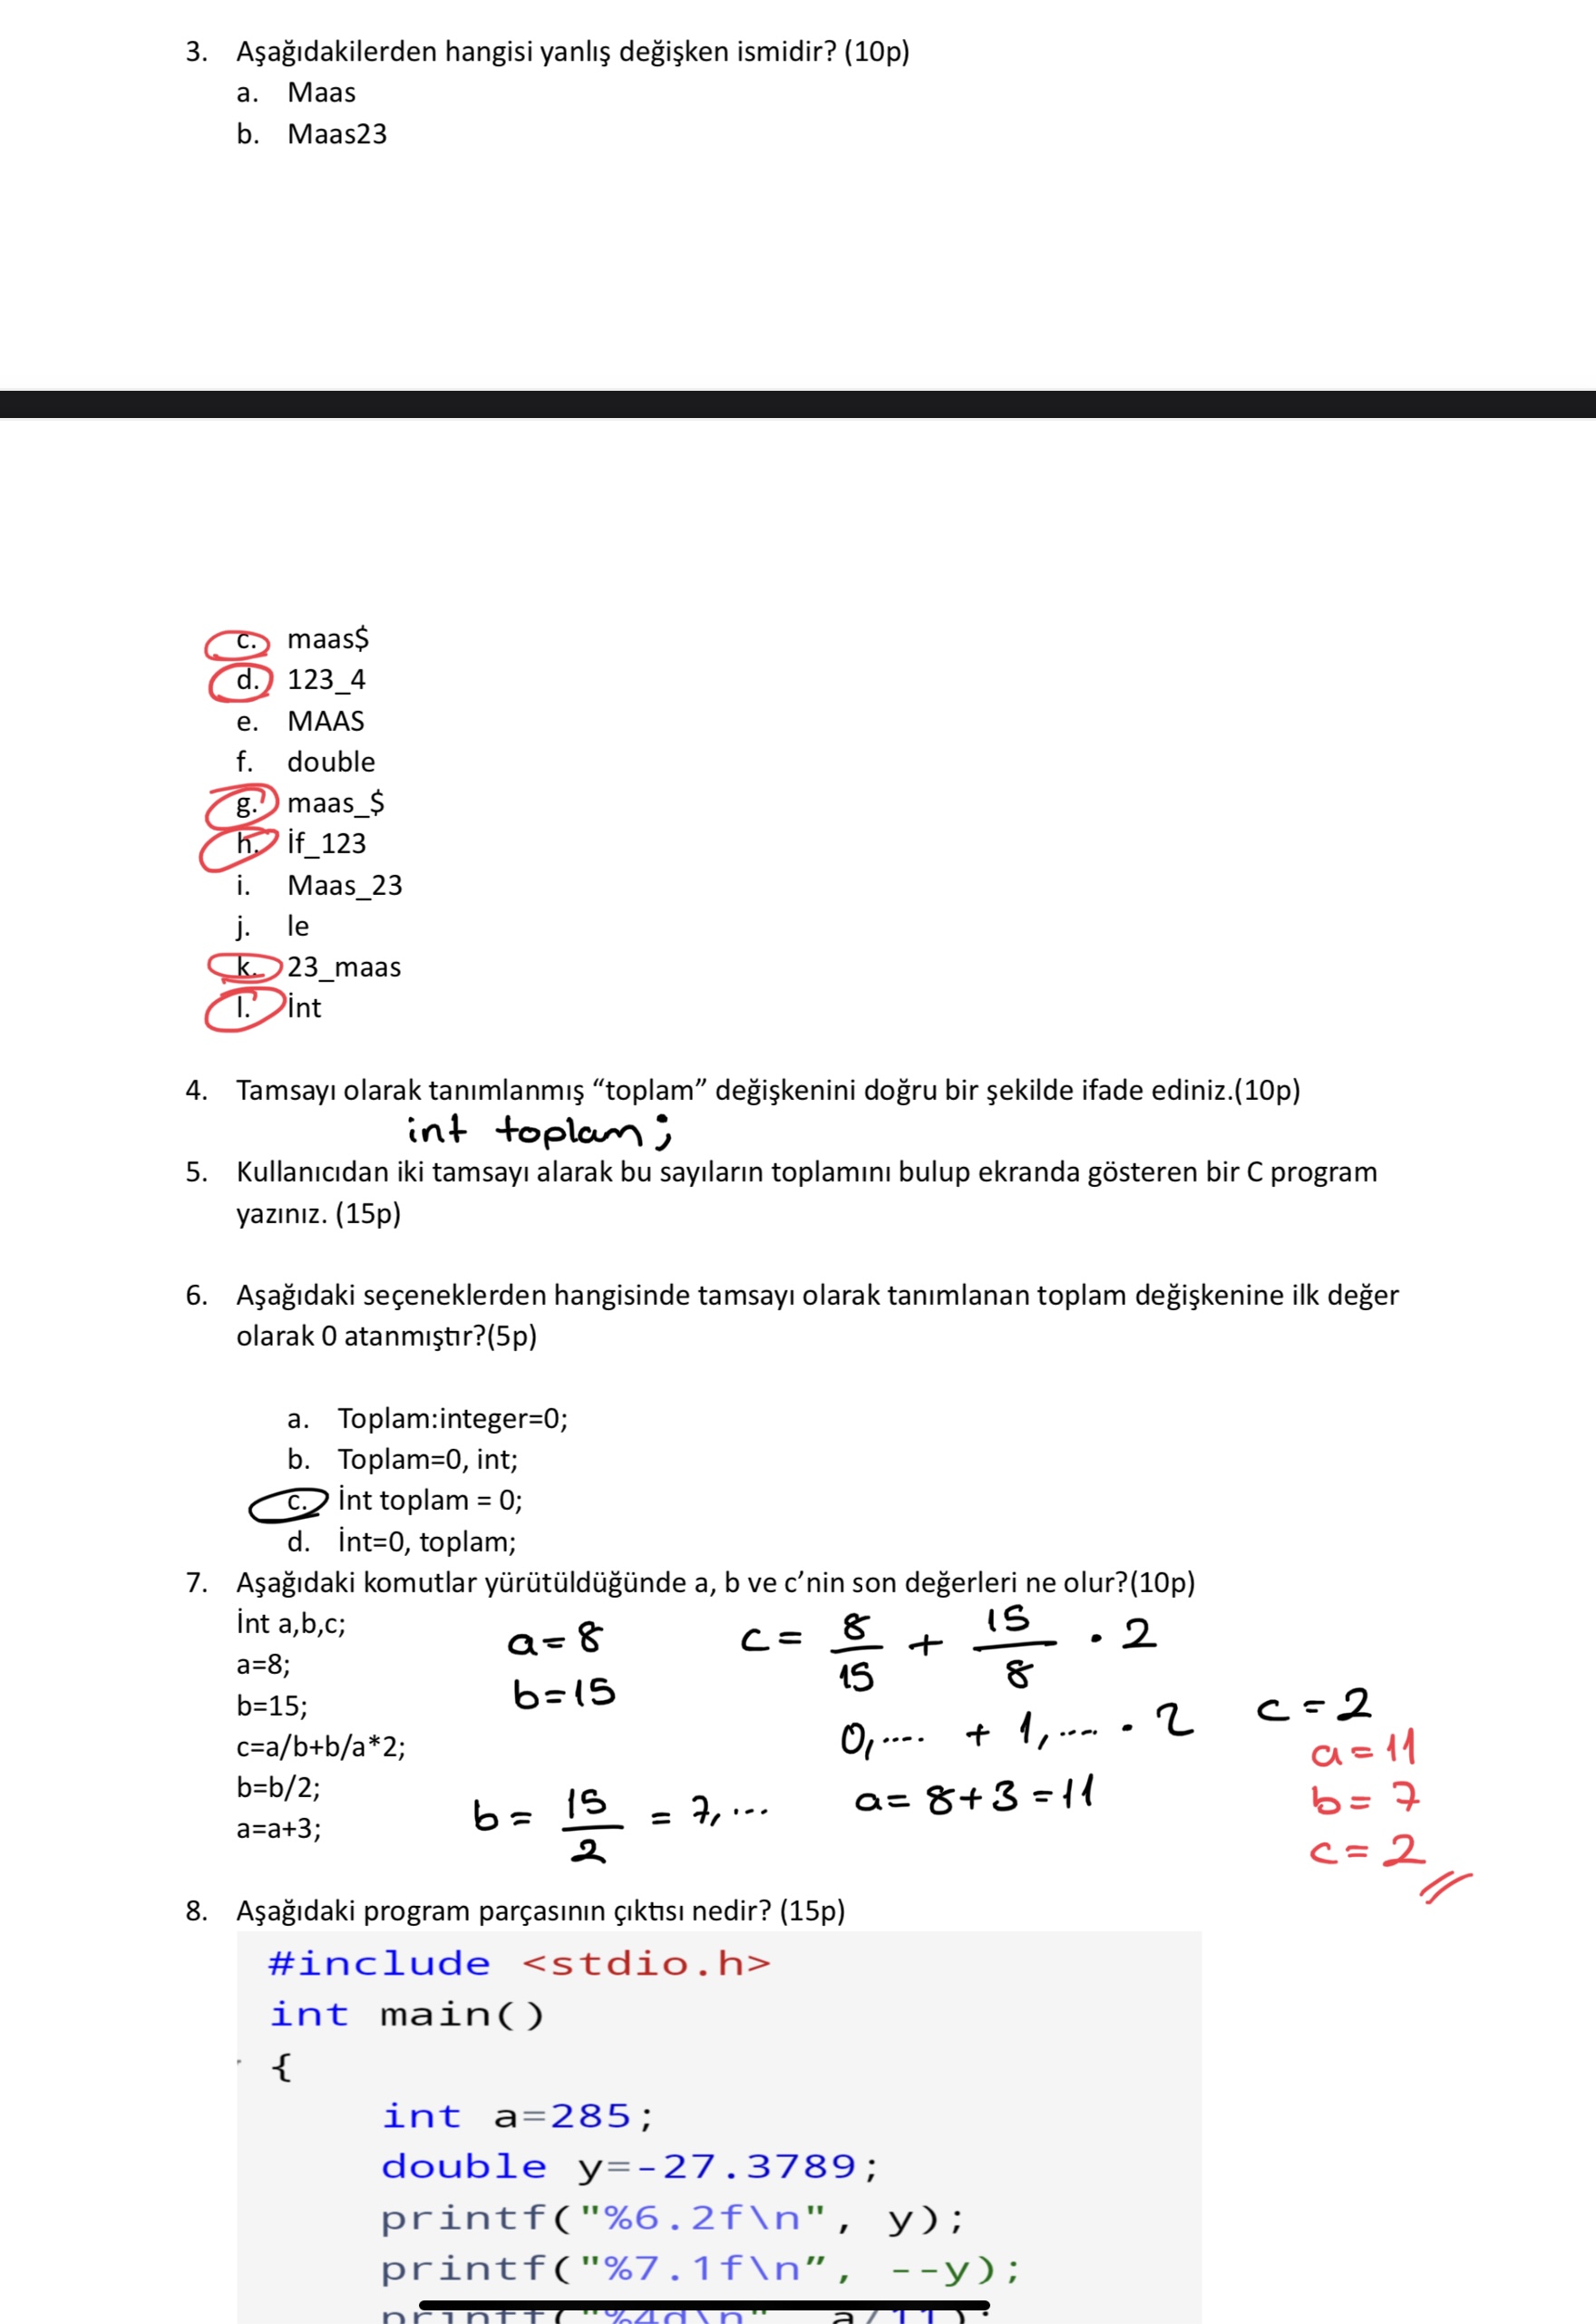 3. Aşağıdakilerden hangisi yanlış değişken ismidir? (10p)
a. Maas
b. Maas23
c. maas$
d. 123_4
e. MAAS
f. double
g. maas_$
h. İf_123
i. Maas_23
j. le
k. 23_maas
l. İnt
4. Tamsayı olarak tanımlanmış “toplam” değişkenini doğru bir şekilde ifade ediniz.(10p)
int toplam;
5. Kullanıcıdan iki tamsayı alarak bu sayıların toplamını bulup ekranda gösteren bir C program
yazınız. (15p)
6. Aşağıdaki seçeneklerden hangisinde tamsayı olarak tanımlanan toplam değişkenine ilk değer
olarak 0 atanmıştır?(5p)
a. Toplam:integer=0;
b. Toplam=0, int;
c. İnt toplam = 0;
d. İnt=0, toplam;
7. Aşağıdaki komutlar yürütüldüğünde a, b ve c’nin son değerleri ne olur?(10p)
İnt a,b,c;
a=8;
b=15;
c=a/b+b/a*2;
b=b/2;
a=a+3;
a=8
b=15
c= 8/15 + 15/8 · 2
0,.... + 1,.... · 2
c=2
b= 15/2 = 7,...
a= 8+3=11
a=11
b=7
c=2
8. Aşağıdaki program parçasının çıktısı nedir? (15p)
#include <stdio.h>
int main()
{
int a=285;
double y=-27.3789;
printf("%6.2f\n", y);
printf("%7.1f\n”, --y);
printf("%4d\n", a/11);